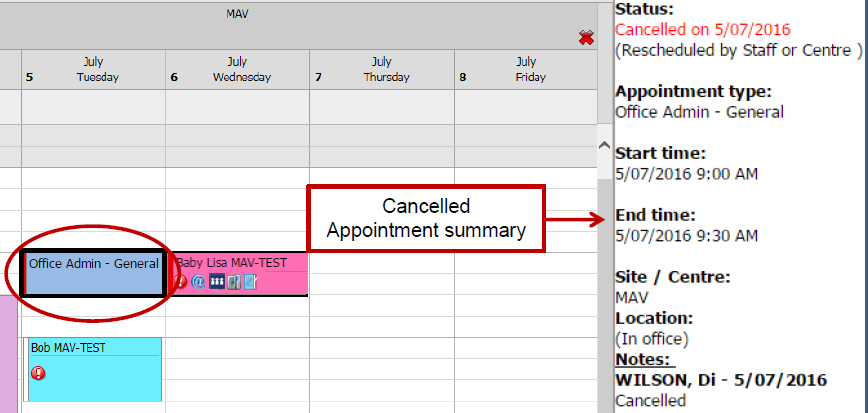 MAV
July
5 Tuesday
July
6 Wednesday
July
7 Thursday
July
8 Friday
Office Admin - General
Baby Lisa MAV-TEST
Bob MAV-TEST
Cancelled
Appointment summary
Status:
Cancelled on 5/07/2016
(Rescheduled by Staff or Centre )
Appointment type:
Office Admin - General
Start time:
5/07/2016 9:00 AM
End time:
5/07/2016 9:30 AM
Site / Centre:
MAV
Location:
(In office)
Notes:
WILSON, Di - 5/07/2016
Cancelled